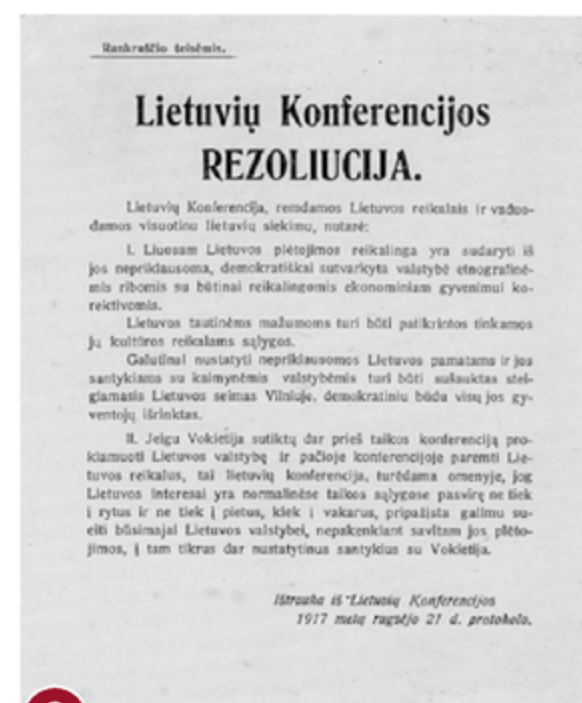 Rankraščio teisėmis.
Lietuvių Konferencijos
REZOLIUCIJA.
Lietuvių Konferencija, remdamos Lietuvos reikalais ir vaduo-
damos visuotinu lietuvių siekimu, nutarė:
I. Liuosam Lietuvos plėtojimos reikalinga yra sudaryti iš
jos nepriklausoma, demokratiškai sutvarkyta valstybė etnografinė-
mis ribomis su būtinai reikalingomis ekonominiam gyvenimui ko-
rektivomis.
Lietuvos tautinėms mažumoms turi būti patikrintos tinkamos
jų kultūros reikalams sąlygos.
Galutinai nustatyti nepriklausomos Lietuvos pamatams ir jos
santykiams su kaimynėmis valstybėmis turi būti sušauktas stei-
giamasis Lietuvos seimas Vilniuje, demokratiniu būdu visų jos gy-
ventojų išrinktas.
II. Jeigu Vokietija sutiktų dar prieš taikos konferenciją pro-
klamuoti Lietuvos valstybę ir pačioje konferencijoje paremti Lie-
tuvos reikalus, tai lietuvių konferencija, turėdama omenyje, jog
Lietuvos interesai yra normalinėse taikos sąlygose pasvirę ne tiek
į rytus ir ne tiek į pietus, kiek į vakarus, pripažįsta galimu su-
eiti būsimajai Lietuvos valstybei, nepakenkiant savitam jos plėto-
jimos, į tam tikras dar nustatytinus santykius su Vokietija.
Ištrauka iš "Lietuvių Konferencijos
1917 metų rugsėjo 21 d. protokolo.